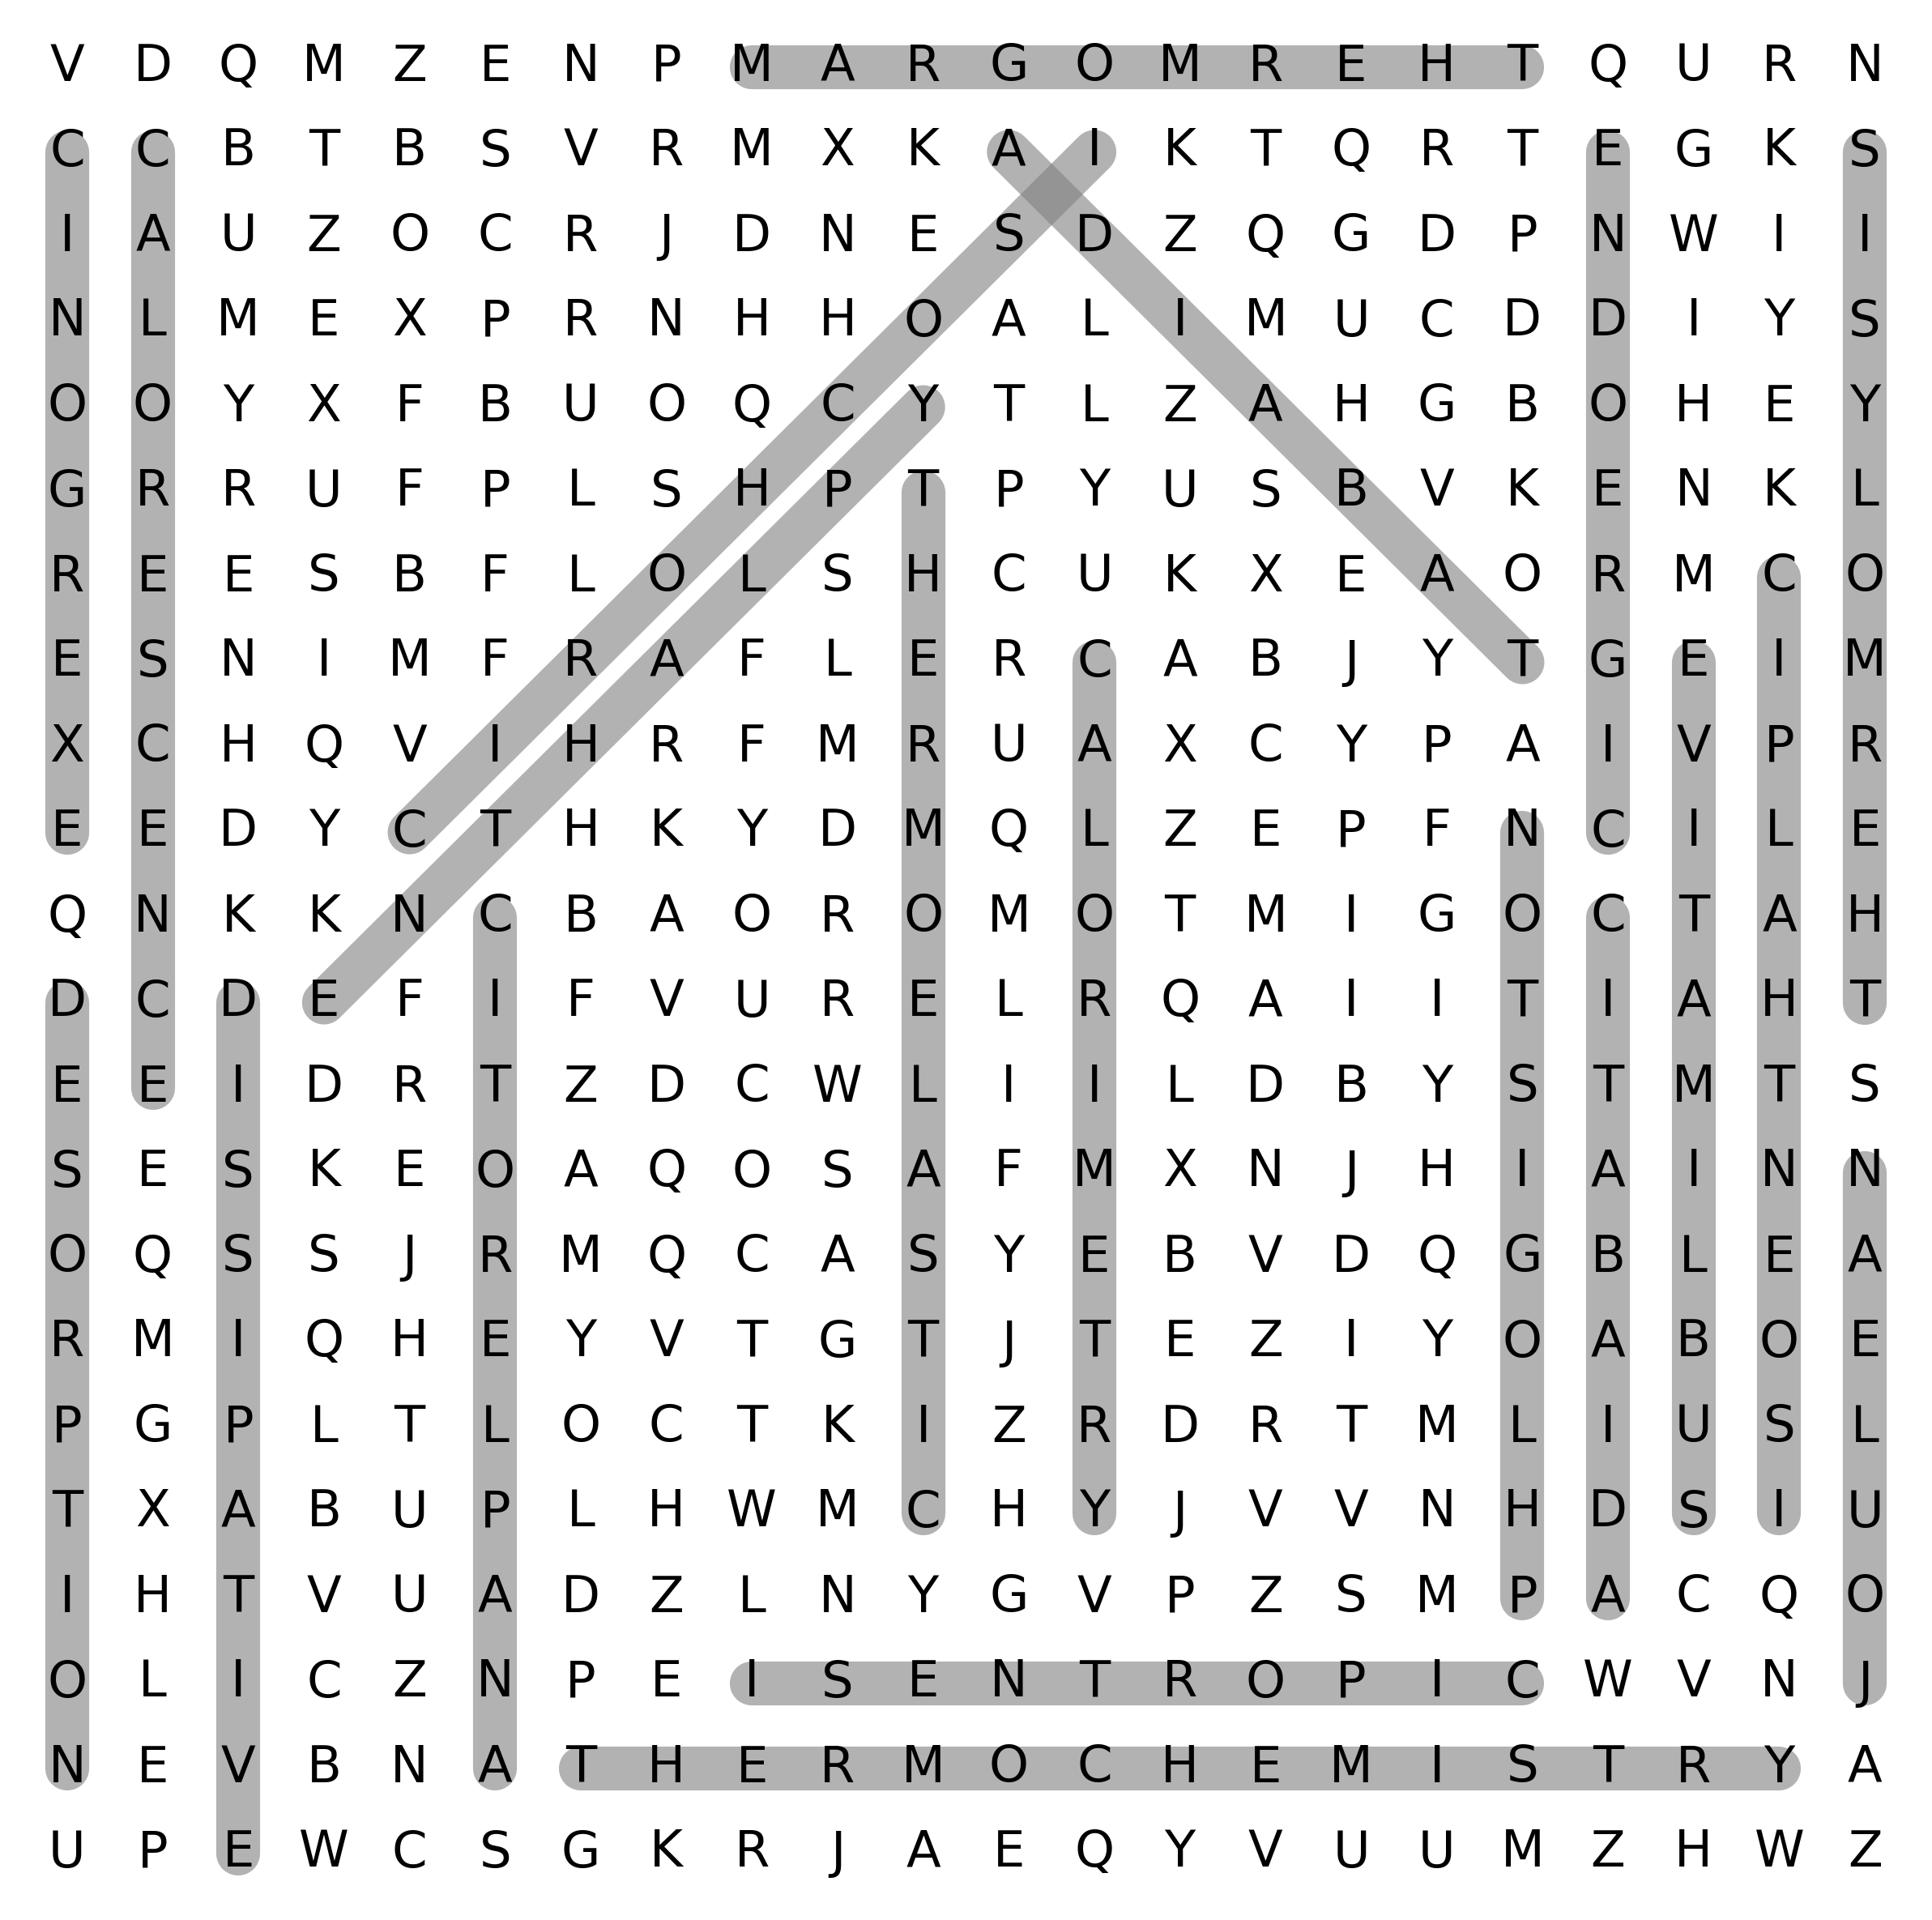 V D Q M Z E N P M A R G O M R E H T Q U R N
C C B T B S V R M X K A I K T Q R T E G K S
I A U Z O C R J D N E S D Z Q G D P N W I I
N L M E X P R N H H O A L I M U C D D I Y S
O O Y X F B U O Q C Y T L Z A H G B O H E Y
G R R U F P L S H P T P Y U S B V K E N K L
R E E S B F L O L S H C U K X E A O R M C O
E S N I M F R A F L E R C A B J Y T G E I M
X C H Q V I H R F M R U A X C Y P A I V P R
E E D Y C T H K Y D M Q L Z E P F N C I L E
Q N K K N C B A O R O M O T M I G O C T A H
D C D E F I F V U R E L R Q A I I T I A H T
E E I D R T Z D C W L I I L D B Y S T M T S
S E S K E O A Q O S A F M X N J H I A I N N
O Q S S J R M Q C A S Y E B V D Q G B L E A
R M I Q H E Y V T G T J T E Z I Y O A B O E
P G P L T L O C T K I Z R D R T M L I U S L
T X A B U P L H W M C H Y J V V N H D S I U
I H T V U A D Z L N Y G V P Z S M P A C Q O
O L I C Z N P E I S E N T R O P I C W V N J
N E V B N A T H E R M O C H E M I S T R Y A
U P E W C S G K R J A E Q Y V U U M Z H W Z